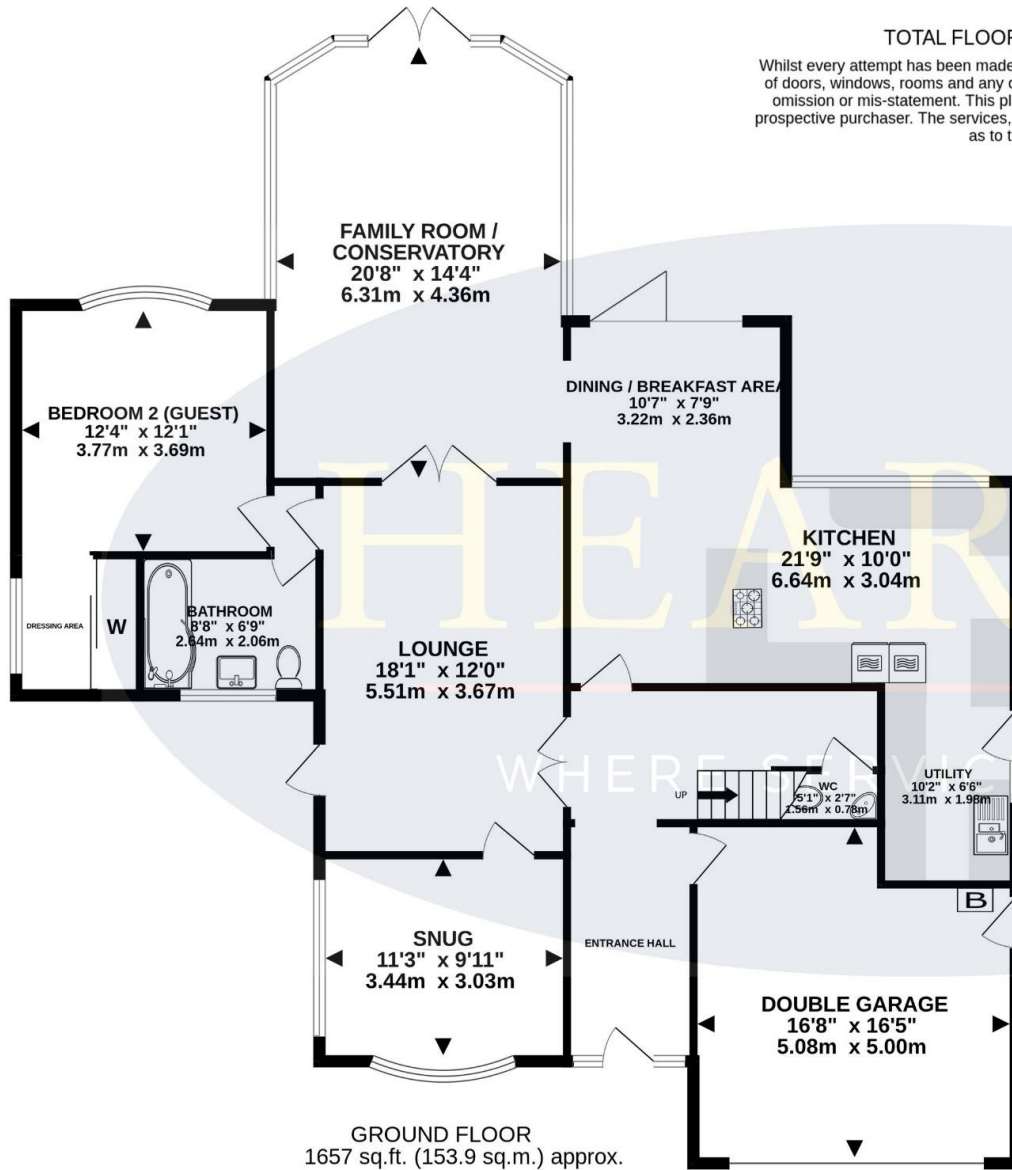 TOTAL FLOOR
Whilst every attempt has been made
of doors, windows, rooms and any
omission or mis-statement. This
prospective purchaser. The services,
as to
FAMILY ROOM /
CONSERVATORY
20'8" x 14'4"
6.31m x 4.36m
DINING / BREAKFAST AREA
10'7" x 7'9"
3.22m x 2.36m
BEDROOM 2 (GUEST)
12'4" x 12'1"
3.77m x 3.69m
HEAR
KITCHEN
21'9" x 10'0"
6.64m x 3.04m
DRESSING AREA
W
BATHROOM
8'8" x 6'9"
2.64m x 2.06m
LOUNGE
18'1" x 12'0"
5.51m x 3.67m
WHERE SERVIC
UP
WC
5'1" x 2'7"
1.56m x 0.78m
UTILITY
10'2" x 6'6"
3.11m x 1.98m
B
SNUG
11'3" x 9'11"
3.44m x 3.03m
ENTRANCE HALL
DOUBLE GARAGE
16'8" x 16'5"
5.08m x 5.00m
GROUND FLOOR
1657 sq.ft. (153.9 sq.m.) approx.